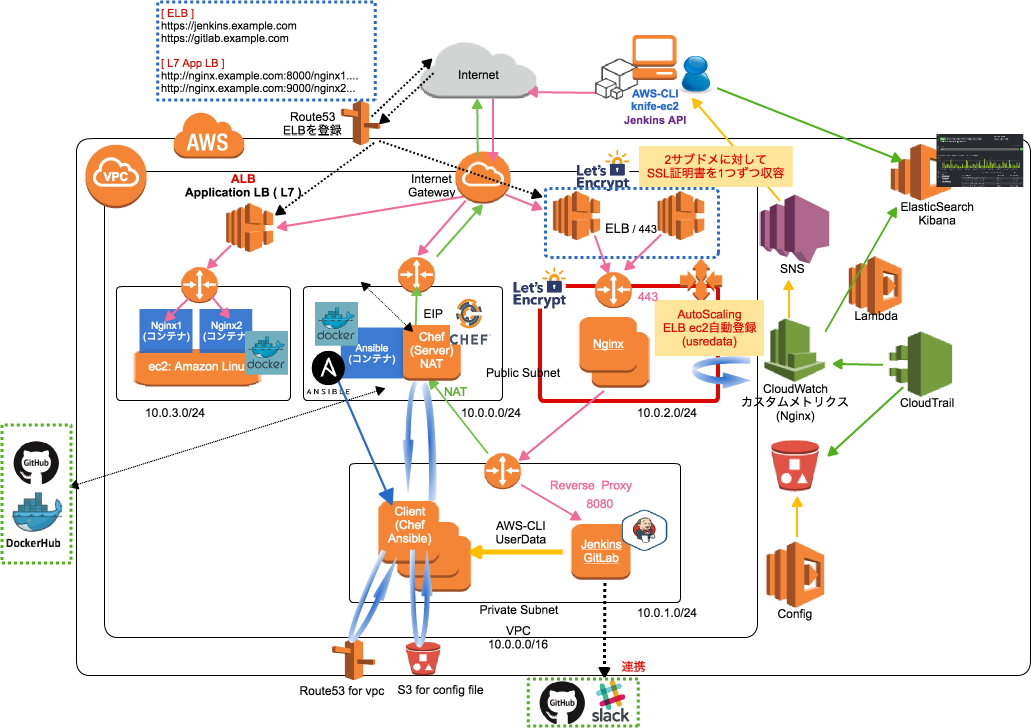 [ ELB ]
https://jenkins.example.com
https://gitlab.example.com
[ L7 App LB ]
http://nginx.example.com:8000/nginx1....
http://nginx.example.com:9000/nginx2...
Internet
AWS-CLI
knife-ec2
Jenkins API
Route53
ELBを登録
AWS
VPC
ALB
Application LB ( L7 )
Internet
Gateway
Let's
Encrypt
2サブドメに対して
SSL証明書を1つずつ収容
ELB / 443
ElasticSearch
Kibana
SNS
Lambda
Let's
Encrypt
443
AutoScaling
ELB ec2自動登録
(usredata)
Nginx
Public Subnet
10.0.2.0/24
CloudWatch
カスタムメトリクス
(Nginx)
CloudTrail
Nginx1
(コンテナ)
Nginx2
(コンテナ)
docker
ec2: Amazon Linu
10.0.3.0/24
docker
EIP
CHEF
Ansible
(コンテナ)
Chef
(Server)
NAT
ANSIBLE
NAT
10.0.0.0/24
GitHub
DockerHub
Reverse Proxy
8080
Client
(Chef
Ansible)
AWS-CLI
UserData
Jenkins
GitLab
Private Subnet
10.0.1.0/24
VPC
10.0.0.0/16
Config
Route53 for vpc
S3 for config file
連携
GitHub
slack